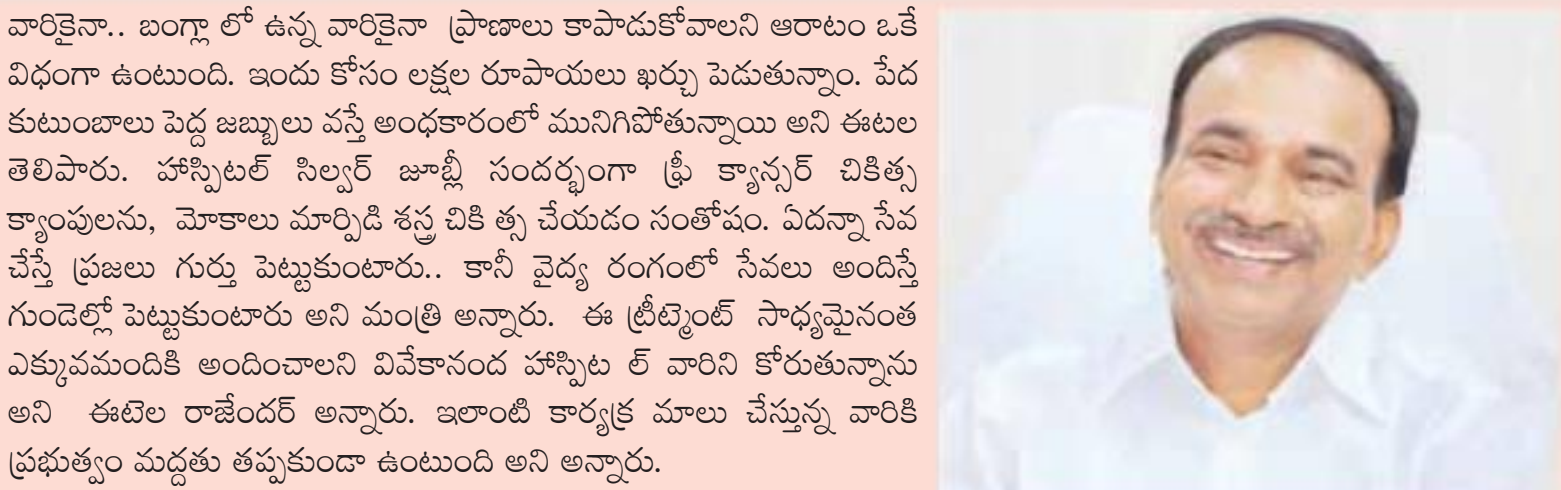 వారికైనా.. బంగ్లా లో ఉన్న వారికైనా ప్రాణాలు కాపాడుకోవాలని ఆరాటం ఒకే
విధంగా ఉంటుంది. ఇందు కోసం లక్షల రూపాయలు ఖర్చు పెడుతున్నాం. పేద
కుటుంబాలు పెద్ద జబ్బులు వస్తే అంధకారంలో మునిగిపోతున్నాయి అని ఈటల
తెలిపారు. హాస్పిటల్ సిల్వర్ జూబ్లీ సందర్భంగా ఫ్రీ క్యాన్సర్ చికిత్స
క్యాంపులను, మోకాలు మార్పిడి శస్త్ర చికి త్స చేయడం సంతోషం. ఏదన్నా సేవ
చేస్తే ప్రజలు గుర్తు పెట్టుకుంటారు.. కానీ వైద్య రంగంలో సేవలు అందిస్తే
గుండెల్లో పెట్టుకుంటారు అని మంత్రి అన్నారు. ఈ ట్రీట్మెంట్ సాధ్యమైనంత
ఎక్కువమందికి అందించాలని వివేకానంద హాస్పిట ల్ వారిని కోరుతున్నాను
అని ఈటెల రాజేందర్ అన్నారు. ఇలాంటి కార్యక్ర మాలు చేస్తున్న వారికి
ప్రభుత్వం మద్దతు తప్పకుండా ఉంటుంది అని అన్నారు.